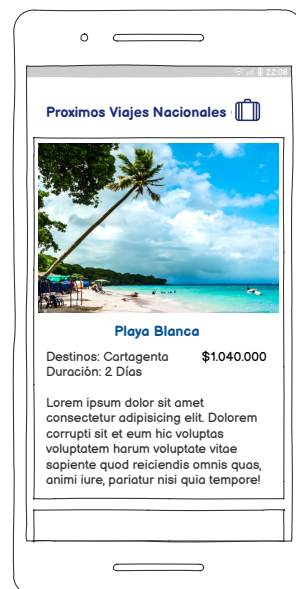 22:08
Proximos Viajes Nacionales
Playa Blanca
Destinos: Cartagenta $1.040.000
Duración: 2 Días
Lorem ipsum dolor sit amet
consectetur adipisicing elit. Dolorem
corrupti sit et eum hic voluptas
voluptatem harum voluptate vitae
sapiente quod reiciendis omnis quas,
animi iure, pariatur nisi quia tempore!